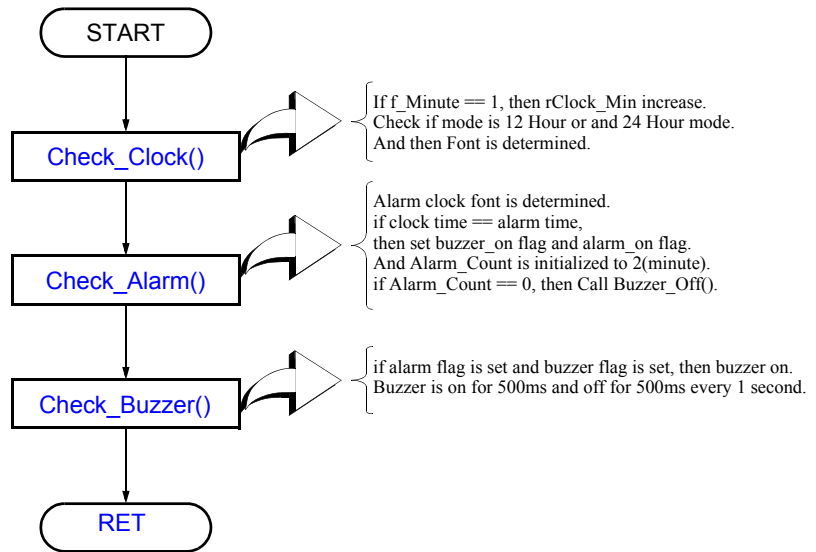 START
Check_Clock()
If f_Minute == 1, then rClock_Min increase.
Check if mode is 12 Hour or and 24 Hour mode.
And then Font is determined.
Check_Alarm()
Alarm clock font is determined.
if clock time == alarm time,
then set buzzer_on flag and alarm_on flag.
And Alarm_Count is initialized to 2(minute).
if Alarm_Count == 0, then Call Buzzer_Off().
Check_Buzzer()
if alarm flag is set and buzzer flag is set, then buzzer on.
Buzzer is on for 500ms and off for 500ms every 1 second.
RET